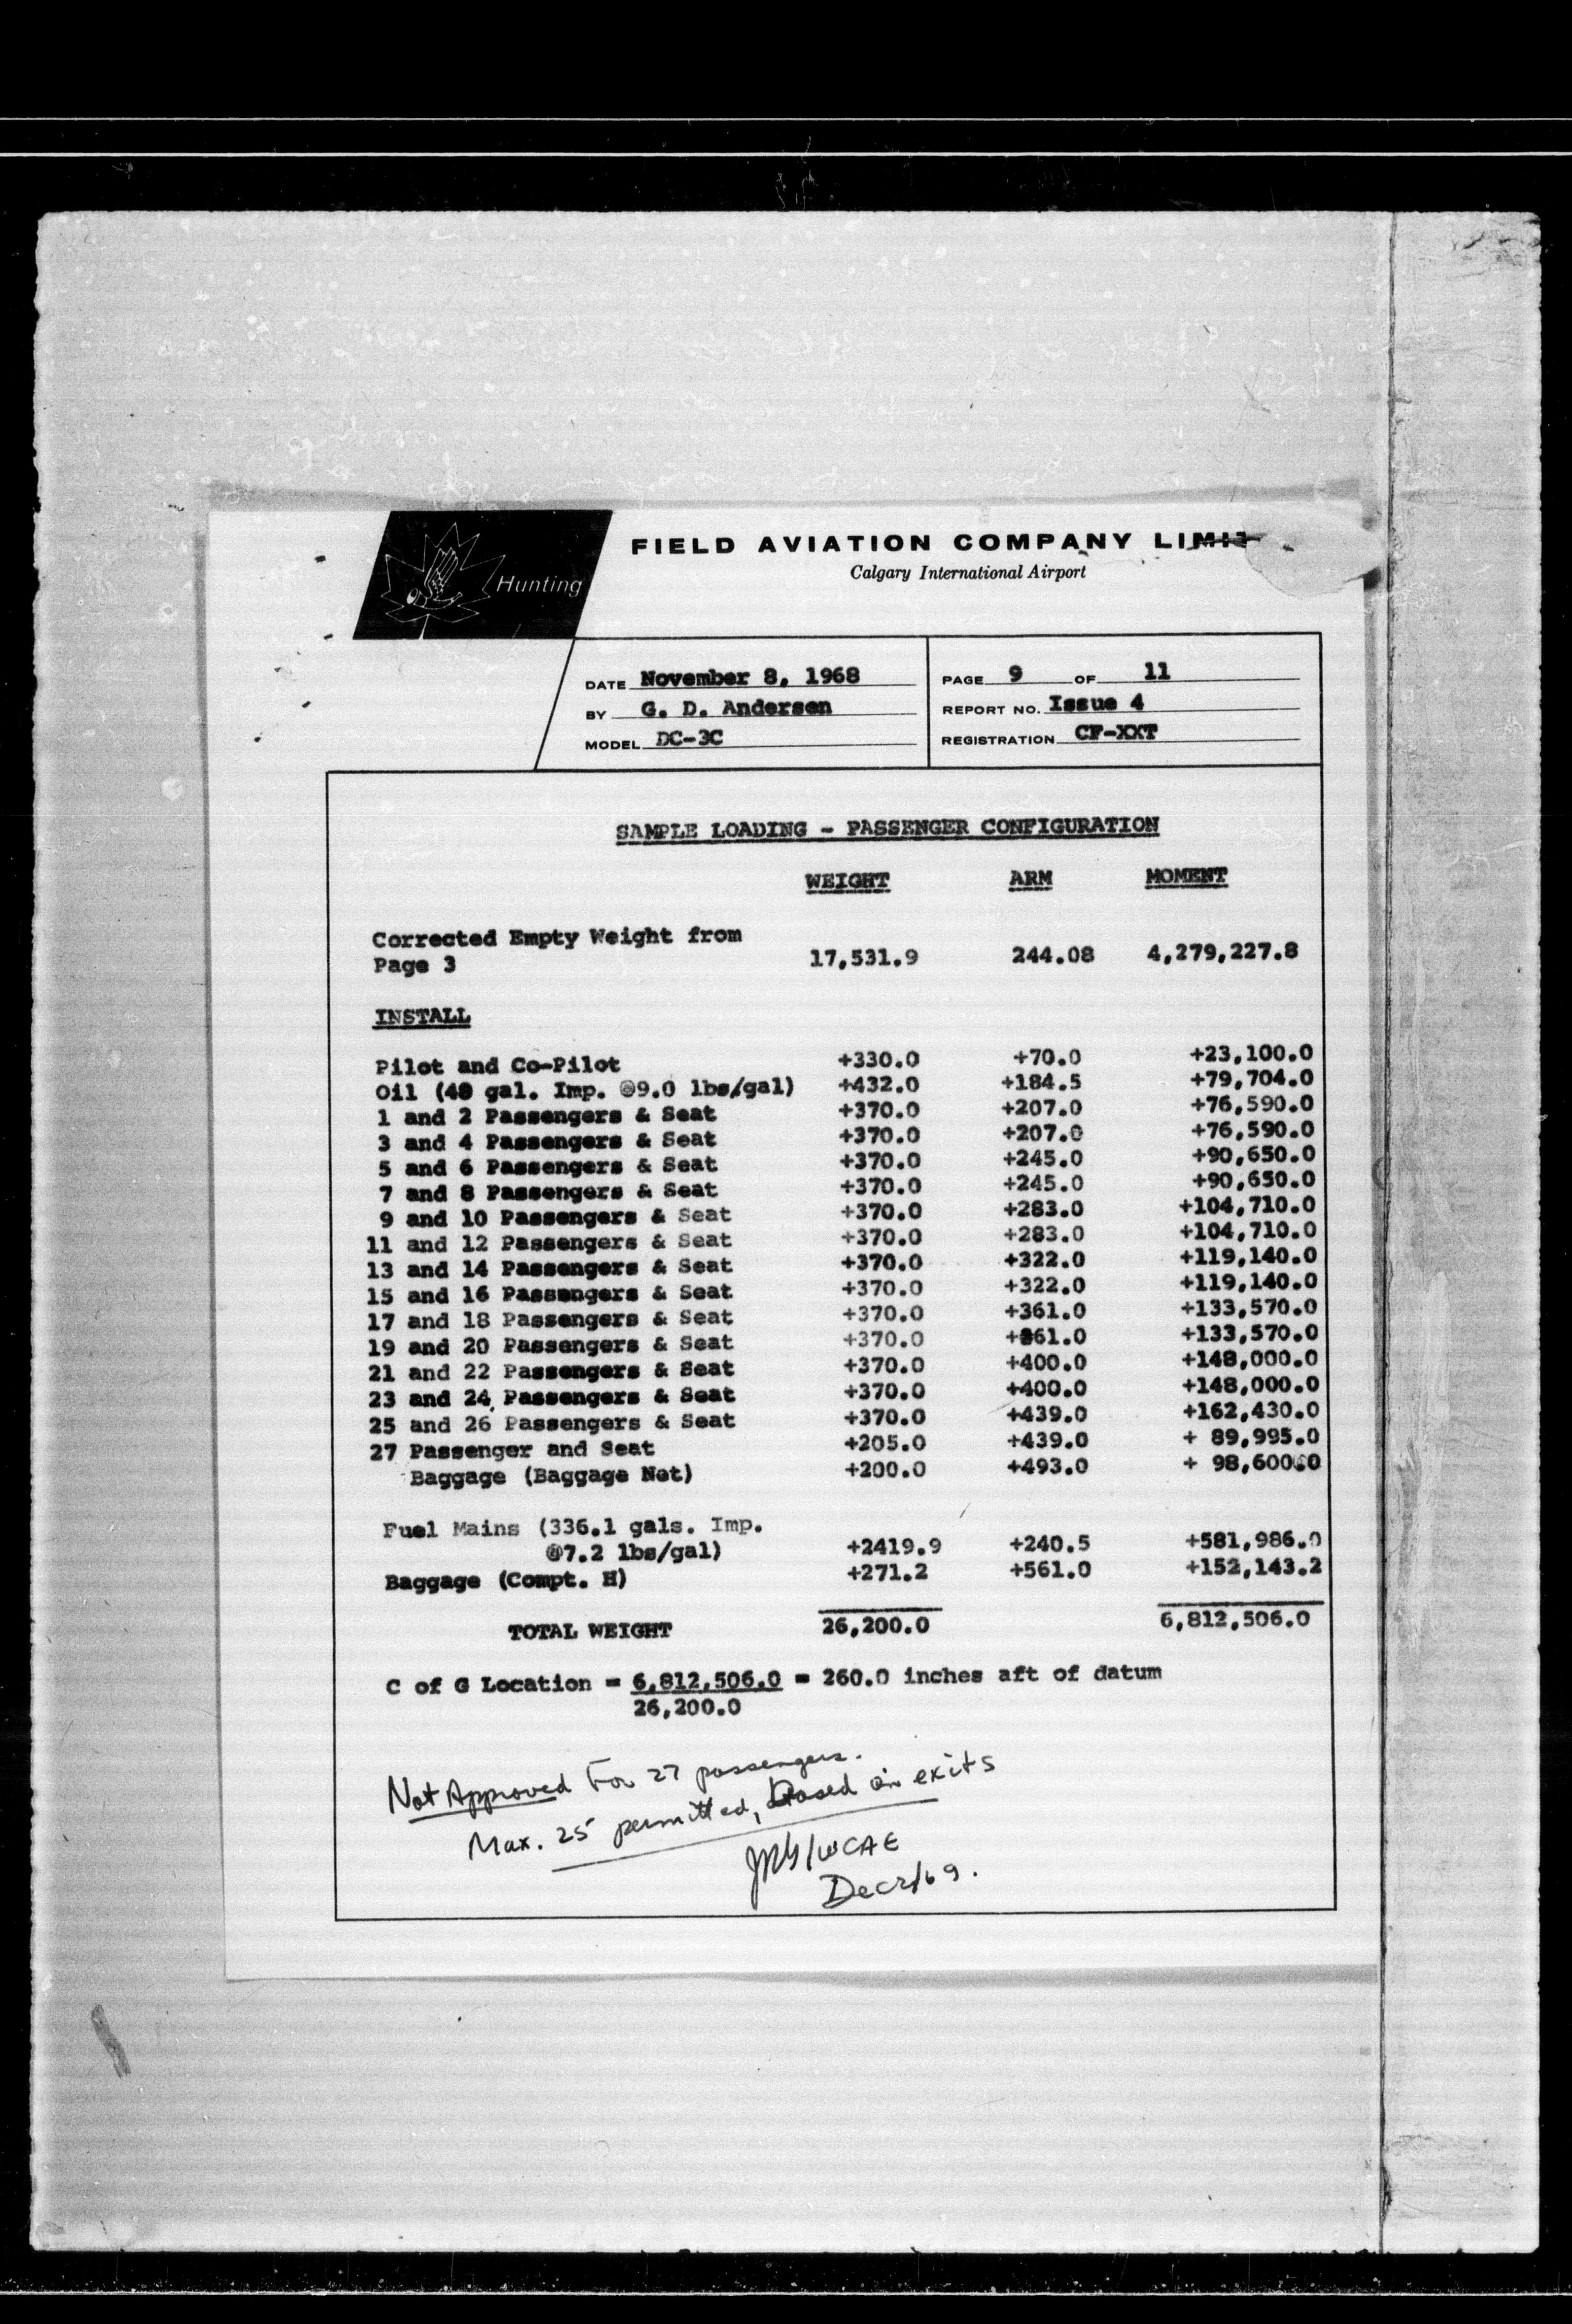 Hunting
FIELD AVIATION COMPANY
Calgary International Airport
DATE November 8, 1968
BY G. D. Andersen
MODEL DC-3C
PAGE 9 OF 11
REPORT NO. Issue 4
REGISTRATION CF-XXT
SAMPLE LOADING - PASSENGER CONFIGURATION
WEIGHT ARM MOMENT
Corrected Empty Weight from
Page 3 17,531.9 244.08 4,279,227.8
INSTALL
Pilot and Co-Pilot +330.0 +70.0 +23,100.0
Oil (48 gal. Imp. @9.0 lbs/gal) +432.0 +184.5 +79,704.0
1 and 2 Passengers & Seat +370.0 +207.0 +76,590.0
3 and 4 Passengers & Seat +370.0 +207.0 +76,590.0
5 and 6 Passengers & Seat +370.0 +245.0 +90,650.0
7 and 8 Passengers & Seat +370.0 +245.0 +90,650.0
9 and 10 Passengers & Seat +370.0 +283.0 +104,710.0
11 and 12 Passengers & Seat +370.0 +283.0 +104,710.0
13 and 14 Passengers & Seat +370.0 +322.0 +119,140.0
15 and 16 Passengers & Seat +370.0 +322.0 +119,140.0
17 and 18 Passengers & Seat +370.0 +361.0 +133,570.0
19 and 20 Passengers & Seat +370.0 +361.0 +133,570.0
21 and 22 Passengers & Seat +370.0 +400.0 +148,000.0
23 and 24 Passengers & Seat +370.0 +400.0 +148,000.0
25 and 26 Passengers & Seat +370.0 +439.0 +162,430.0
27 Passenger and Seat +205.0 +439.0 + 89,995.0
Baggage (Baggage Net) +200.0 +493.0 + 98,600.0
Fuel Mains (336.1 gals. Imp.
@7.2 lbs/gal) +2419.9 +240.5 +581,986.0
Baggage (Compt. H) +271.2 +561.0 +152,143.2
TOTAL WEIGHT 26,200.0 6,812,506.0
C of G Location = 6,812,506.0 = 260.0 inches aft of datum
26,200.0
Not Approved For 27 passengers.
Max. 25 permitted, based on exits
/WCAE
Dec 2/69.